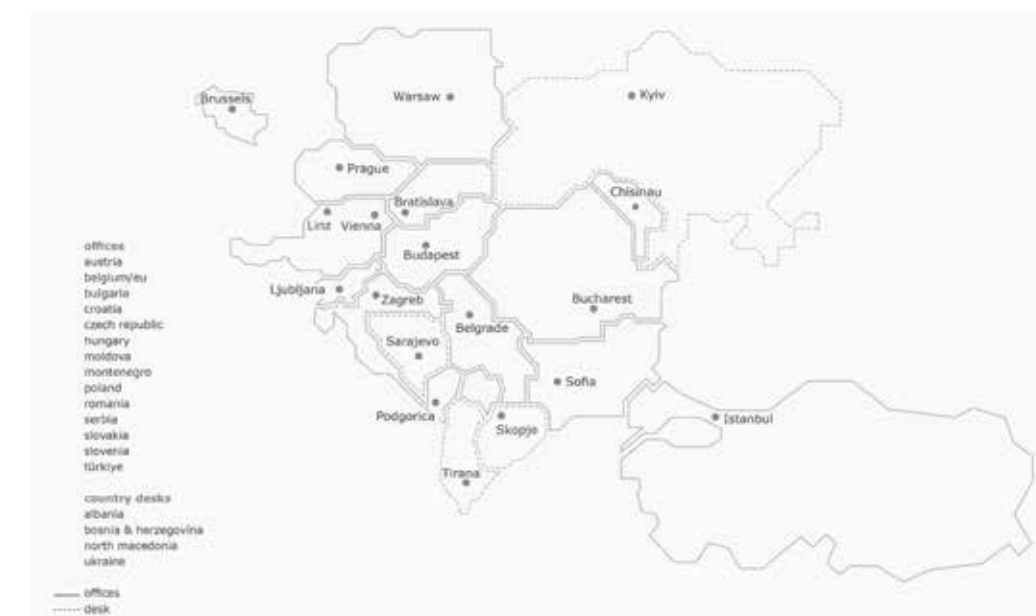 Warsaw
Kyiv
Brussels
Prague
Chisinau
Bratislava
Linz Vienna
Budapest
Ljubljana
Zagreb
Bucharest
Belgrade
Sarajevo
Sofia
Podgorica
Skopje
Istanbul
Tirana
offices
austria
belgium/eu
bulgaria
croatia
czech republic
hungary
moldova
montenegro
poland
romania
serbia
slovakia
slovenia
türkiye
country desks
albania
bosnia & herzegovina
north macedonia
ukraine
offices
desk